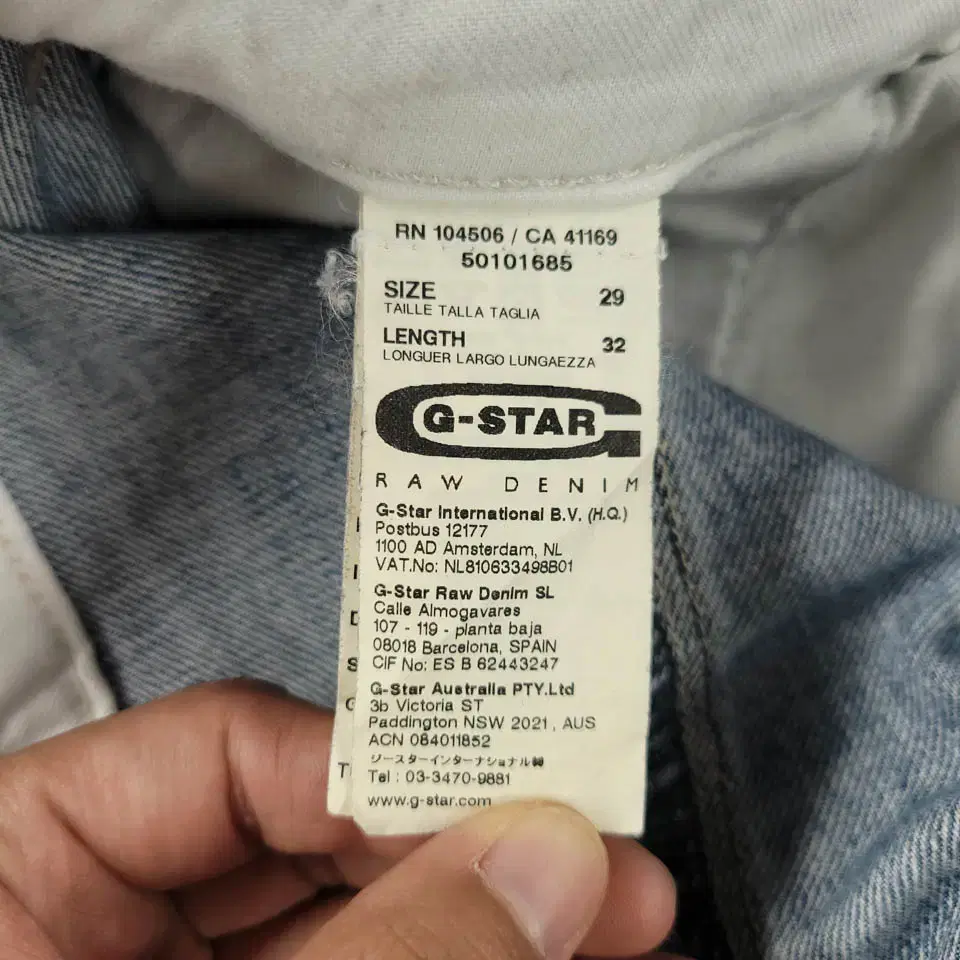 RN 104506 / CA 41169
50101685
SIZE 29
TAILLE TALLA TAGLIA
LENGTH 32
LONGUER LARGO LUNGAEZZA
G-STAR
RAW DENIM
G-Star International B.V. (H.Q.)
Postbus 12177
1100 AD Amsterdam, NL
VAT.No: NL810633498B01
G-Star Raw Denim SL
Calle Almogavares
107 - 119 - planta baja
08018 Barcelona, SPAIN
CIF No: ES B 62443247
G-Star Australia PTY.Ltd
3b Victoria ST
Paddington NSW 2021, AUS
ACN 084011852
ジースターインターナショナル㈱
Tel : 03-3470-9881
www.g-star.com